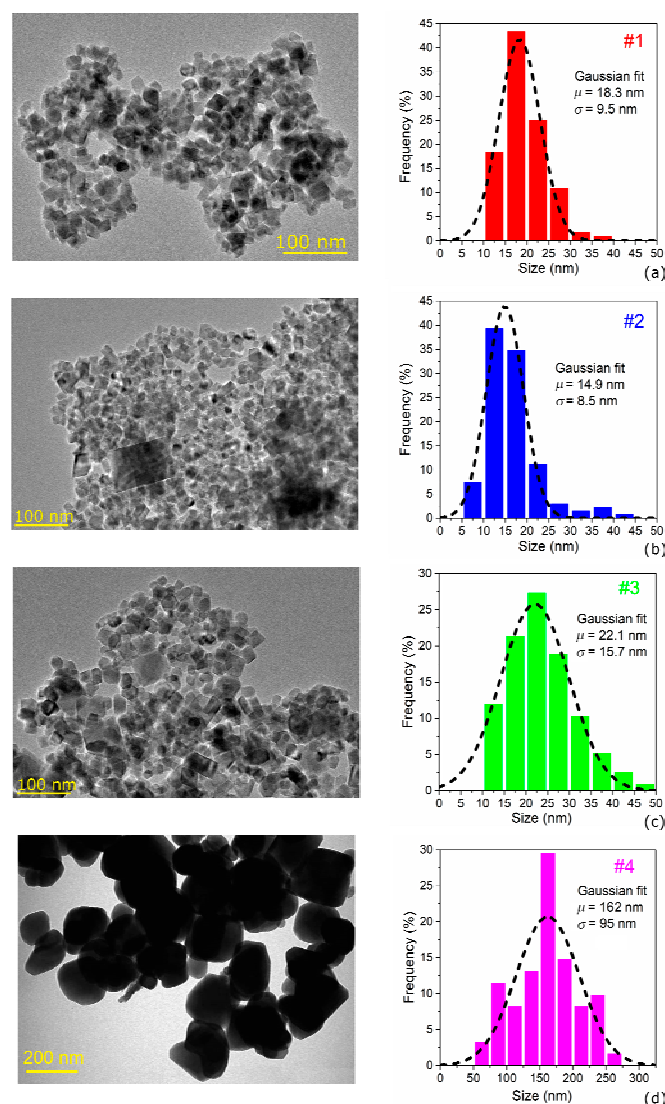 100 nm
45
40
35
30
25
20
15
10
5
0
Frequency (%)
#1
Gaussian fit
μ = 18.3 nm
σ = 9.5 nm
0 5 10 15 20 25 30 35 40 45 50
Size (nm)
(a)
100 nm
45
40
35
30
25
20
15
10
5
0
Frequency (%)
#2
Gaussian fit
μ = 14.9 nm
σ = 8.5 nm
0 5 10 15 20 25 30 35 40 45 50
Size (nm)
(b)
100 nm
30
25
20
15
10
5
0
Frequency (%)
#3
Gaussian fit
μ = 22.1 nm
σ = 15.7 nm
0 5 10 15 20 25 30 35 40 45 50
Size (nm)
(c)
200 nm
30
25
20
15
10
5
0
Frequency (%)
#4
Gaussian fit
μ = 162 nm
σ = 95 nm
0 50 100 150 200 250 300
Size (nm)
(d)